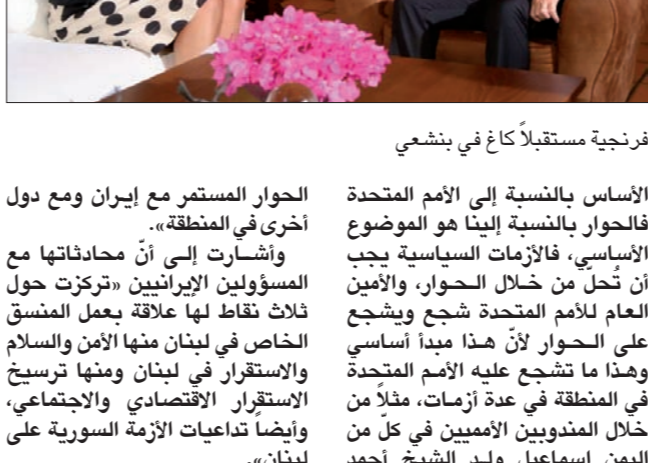 فرنجية مستقبلاً كاغ في بنشعي
الأساس بالنسبة إلى الأمم المتحدة
فالحوار بالنسبة إلينا هو الموضوع
الأساسي، فالأزمات السياسية يجب
أن تُحلّ من خلال الحوار، والأمين
العام للأمم المتحدة شجع ويشجع
على الحوار لأنّ هذا مبدأ أساسي
وهذا ما تشجع عليه الأمم المتحدة
في المنطقة في عدة أزمات، مثلاً من
خلال المندوبين الأمميين في كلّ من
اليمن إسماعيل ولد الشيخ أحمد
الحوار المستمر مع إيران ومع دول
أخرى في المنطقة».
وأشارت إلى أنّ محادثاتها مع
المسؤولين الإيرانيين «تركزت حول
ثلاث نقاط لها علاقة بعمل المنسق
الخاص في لبنان منها الأمن والسلام
والاستقرار في لبنان ومنها ترسيخ
الاستقرار الاقتصادي والاجتماعي،
وأيضاً تداعيات الأزمة السورية على
لبنان».